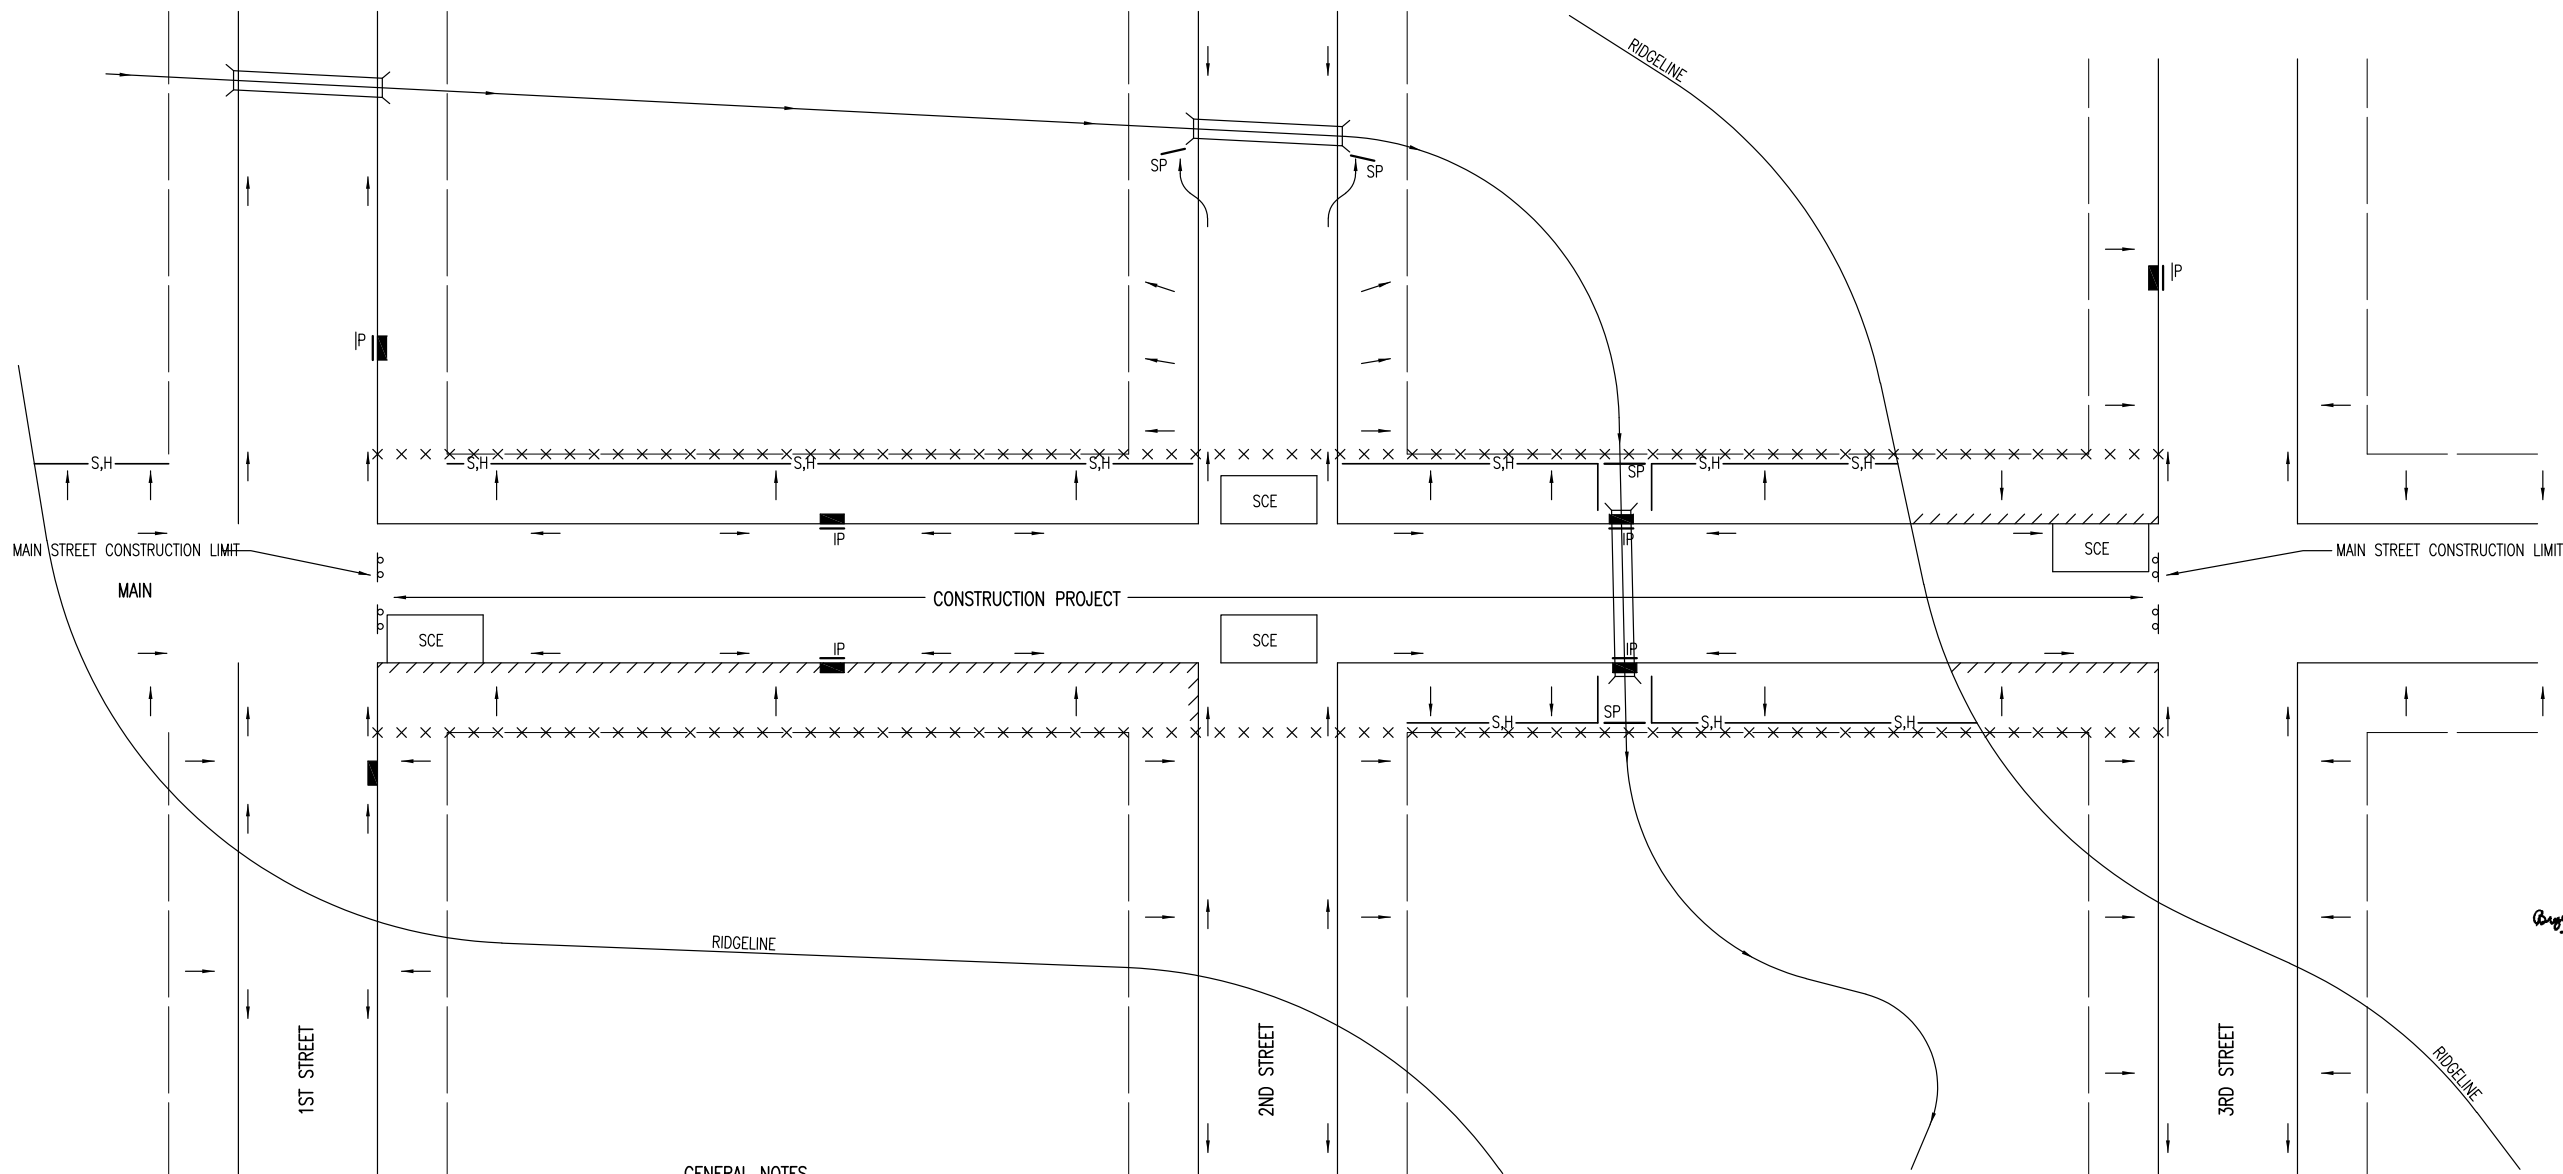 RIDGELINE
SP
SP
IP
IP
S,H
S,H
S,H
S,H
S,H
SP
S,H
S,H
SCE
IP
IP
SCE
MAIN STREET CONSTRUCTION LIMIT
MAIN STREET CONSTRUCTION LIMIT
MAIN
CONSTRUCTION PROJECT
SCE
SCE
IP
IP
SP
S,H
S,H
S,H
RIDGELINE
1ST STREET
2ND STREET
3RD STREET
RIDGELINE
GENERAL NOTES